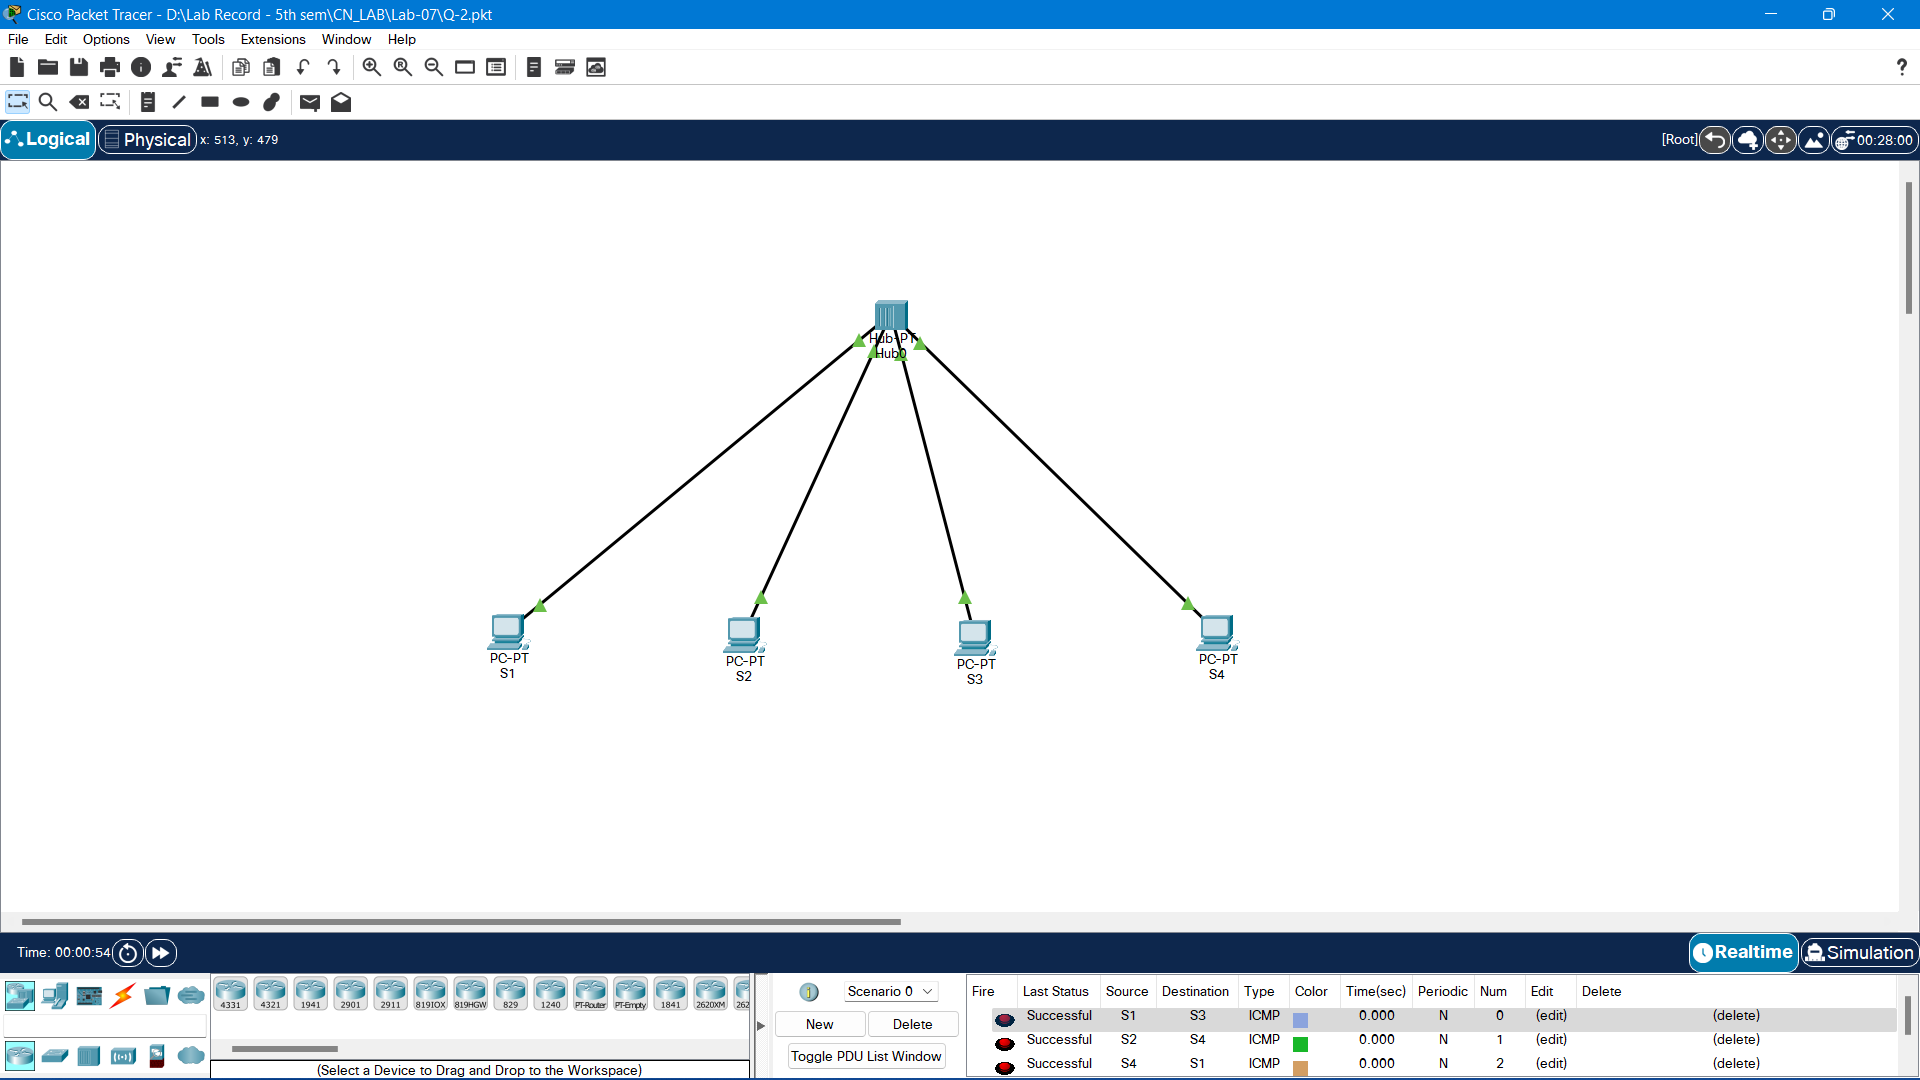 Cisco Packet Tracer - D:\Lab Record - 5th sem\CN_LAB\Lab-07\Q-2.pkt
File Edit Options View Tools Extensions Window Help
Logical Physical x: 513, y: 479 [Root] 00:28:00
Hub-PT
Hub0
PC-PT
S1
PC-PT
S2
PC-PT
S3
PC-PT
S4
Time: 00:00:54 Realtime Simulation
4331 4321 1941 2901 2911 819IOX 819HGW 829 1240 PT-Router PT-Empty 1841 2620XM 262
(Select a Device to Drag and Drop to the Workspace)
Scenario 0
New Delete
Toggle PDU List Window
Fire Last Status Source Destination Type Color Time(sec) Periodic Num Edit Delete
Successful S1 S3 ICMP 0.000 N 0 (edit) (delete)
Successful S2 S4 ICMP 0.000 N 1 (edit) (delete)
Successful S4 S1 ICMP 0.000 N 2 (edit) (delete)